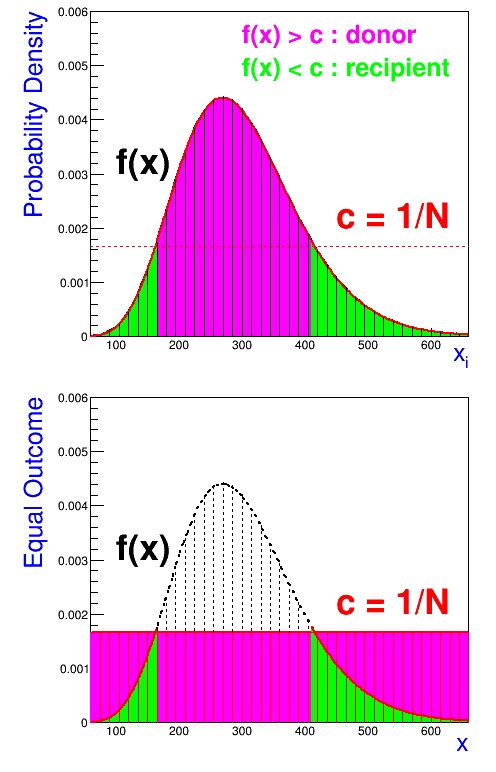 0.006
f(x) > c : donor
0.005
f(x) < c : recipient
0.004
Probability Density
f(x)
0.003
c = 1/N
0.002
0.001
0
100 200 300 400 500 600
xi
0.006
0.005
Equal Outcome
0.004
f(x)
0.003
c = 1/N
0.002
0.001
0
100 200 300 400 500 600
x